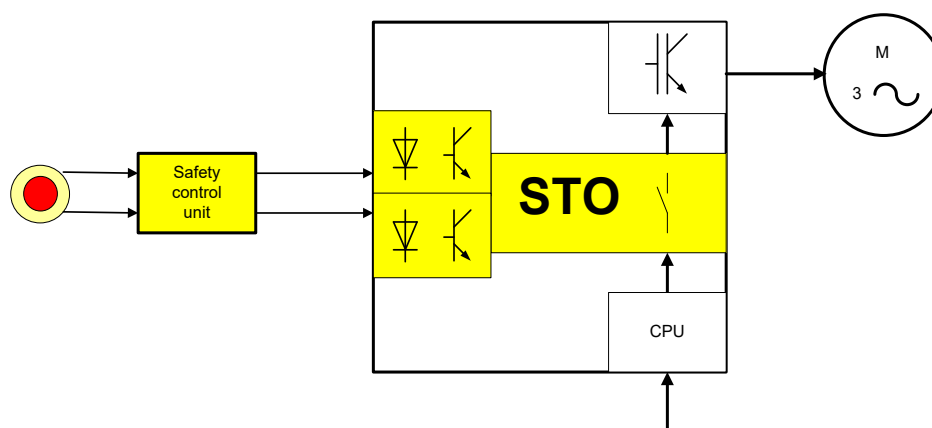 M
3
Safety
control
unit
STO
CPU